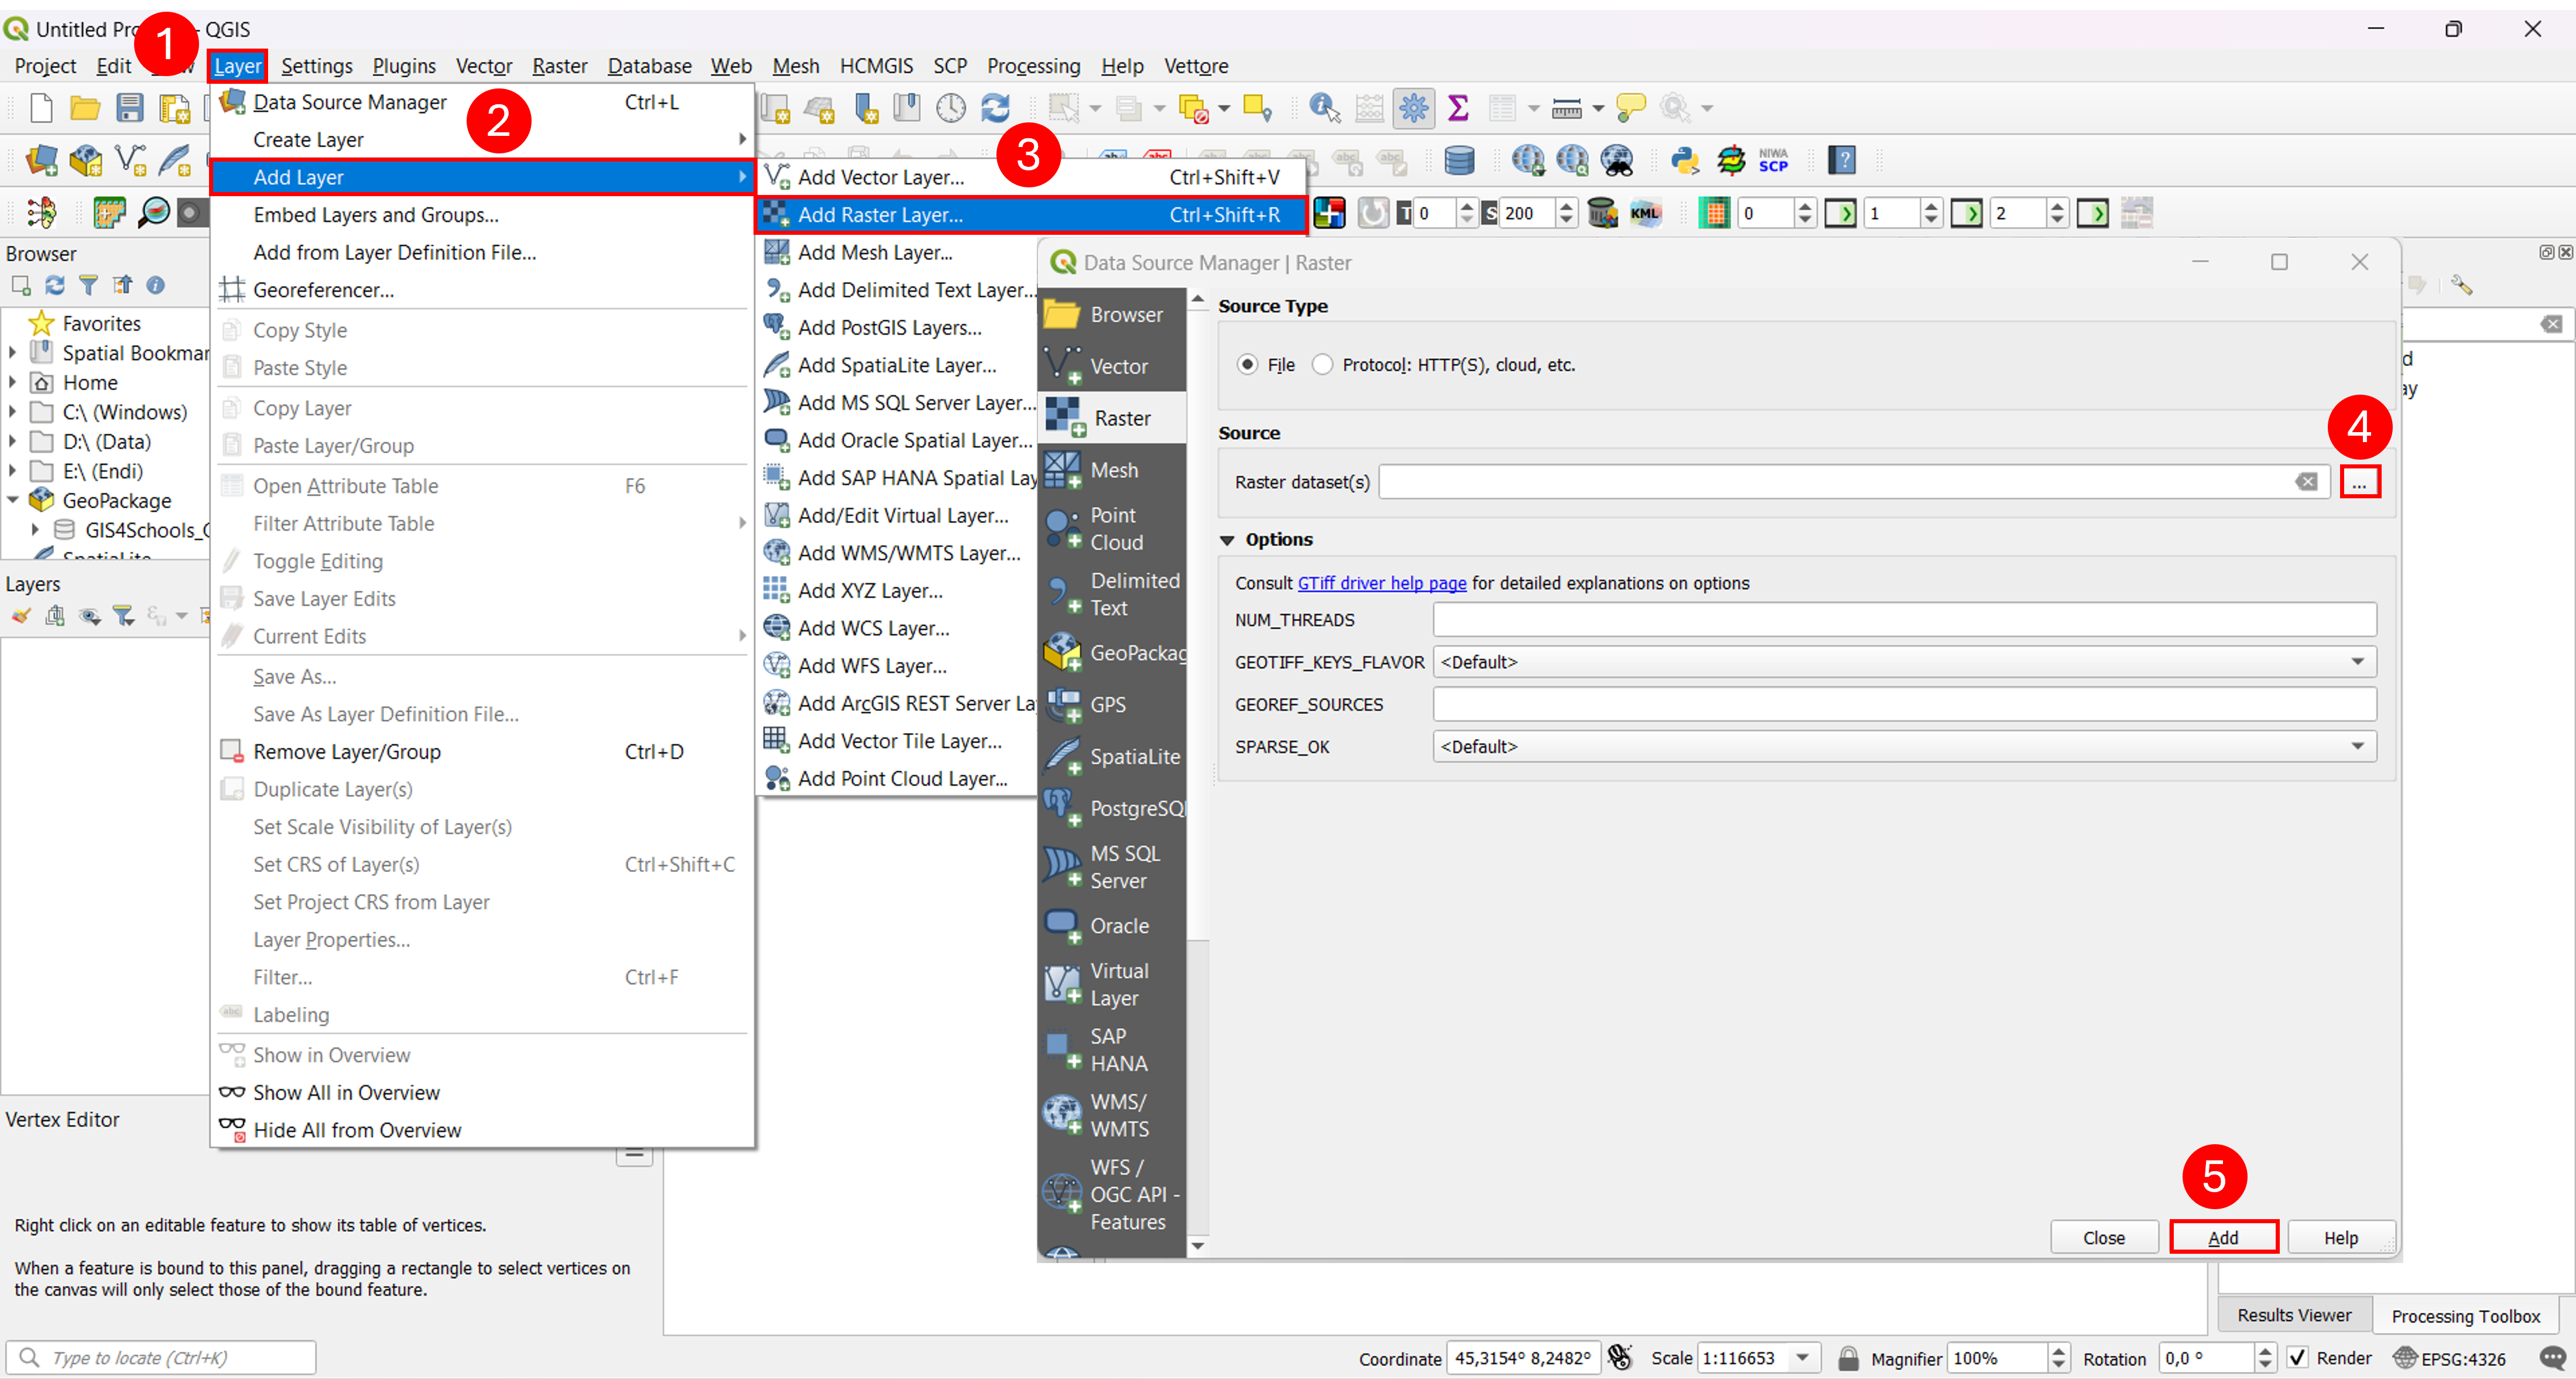 Untitled Pro - QGIS
1
Project Edit Layer Settings Plugins Vector Raster Database Web Mesh HCMGIS SCP Processing Help Vettore
Data Source Manager Ctrl+L
2
Create Layer
Add Layer
Embed Layers and Groups...
Add from Layer Definition File...
Georeferencer...
Copy Style
Paste Style
Copy Layer
Paste Layer/Group
Open Attribute Table F6
Filter Attribute Table
Toggle Editing
Save Layer Edits
Current Edits
Save As...
Save As Layer Definition File...
Remove Layer/Group Ctrl+D
Duplicate Layer(s)
Set Scale Visibility of Layer(s)
Set CRS of Layer(s) Ctrl+Shift+C
Set Project CRS from Layer
Layer Properties...
Filter... Ctrl+F
Labeling
Show in Overview
Show All in Overview
Hide All from Overview
3
Add Vector Layer... Ctrl+Shift+V
Add Raster Layer... Ctrl+Shift+R
Add Mesh Layer...
Add Delimited Text Layer...
Add PostGIS Layers...
Add SpatiaLite Layer...
Add MS SQL Server Layer...
Add Oracle Spatial Layer...
Add SAP HANA Spatial Lay
Add/Edit Virtual Layer...
Add WMS/WMTS Layer...
Add XYZ Layer...
Add WCS Layer...
Add WFS Layer...
Add ArcGIS REST Server La
Add Vector Tile Layer...
Add Point Cloud Layer...
NIWA
SCP
T 0 S 200 KML 0 1 2
Browser
Favorites
Spatial Bookmar
Home
C:\ (Windows)
D:\ (Data)
E:\ (Endi)
GeoPackage
GIS4Schools_
Layers
Vertex Editor
Right click on an editable feature to show its table of vertices.
When a feature is bound to this panel, dragging a rectangle to select vertices on
the canvas will only select those of the bound feature.
Data Source Manager | Raster
Browser
Vector
Raster
Mesh
Point
Cloud
Delimited
Text
GeoPackag
GPS
SpatiaLite
PostgreSQ
MS SQL
Server
Oracle
Virtual
Layer
SAP
HANA
WMS/
WMTS
WFS /
OGC API -
Features
Source Type
File Protocol: HTTP(S), cloud, etc.
Source
4
Raster dataset(s) ...
Options
Consult GTiff driver help page for detailed explanations on options
NUM_THREADS
GEOTIFF_KEYS_FLAVOR <Default>
GEOREF_SOURCES
SPARSE_OK <Default>
5
Close Add Help
Results Viewer Processing Toolbox
Type to locate (Ctrl+K) Coordinate 45,3154° 8,2482° Scale 1:116653 Magnifier 100% Rotation 0,0 ° Render EPSG:4326